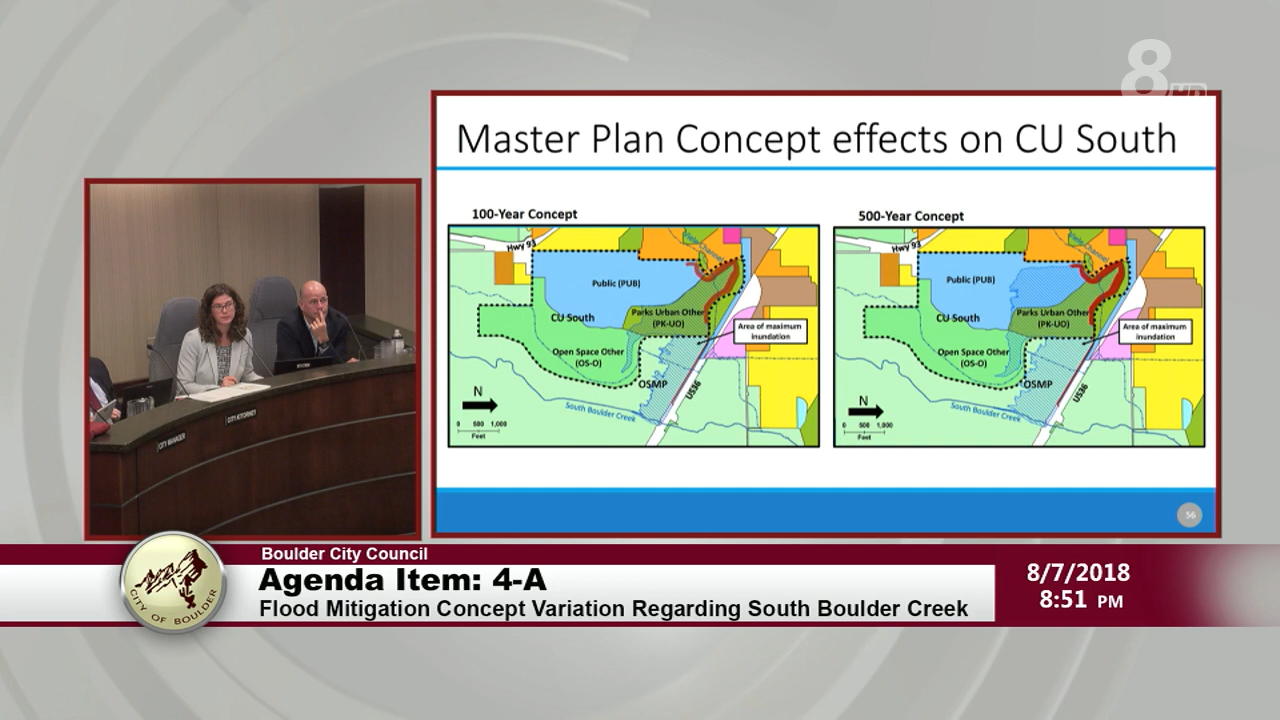 8
HD
Master Plan Concept effects on CU South
100-Year Concept
Hwy 93
Public (PUB)
CU South
Parks Urban Other
(PK-UO)
Area of maximum
inundation
Open Space Other
(OS-O)
OSMP
US36
N
South Boulder Creek
0 500 1,000
Feet
500-Year Concept
Hwy 93
Public (PUB)
CU South
Parks Urban Other
(PK-UO)
Area of maximum
inundation
Open Space Other
(OS-O)
OSMP
US36
N
South Boulder Creek
0 500 1,000
Feet
56
CITY MANAGER
CITY ATTORNEY
CITY OF BOULDER
Boulder City Council
Agenda Item: 4-A
Flood Mitigation Concept Variation Regarding South Boulder Creek
8/7/2018
8:51 PM